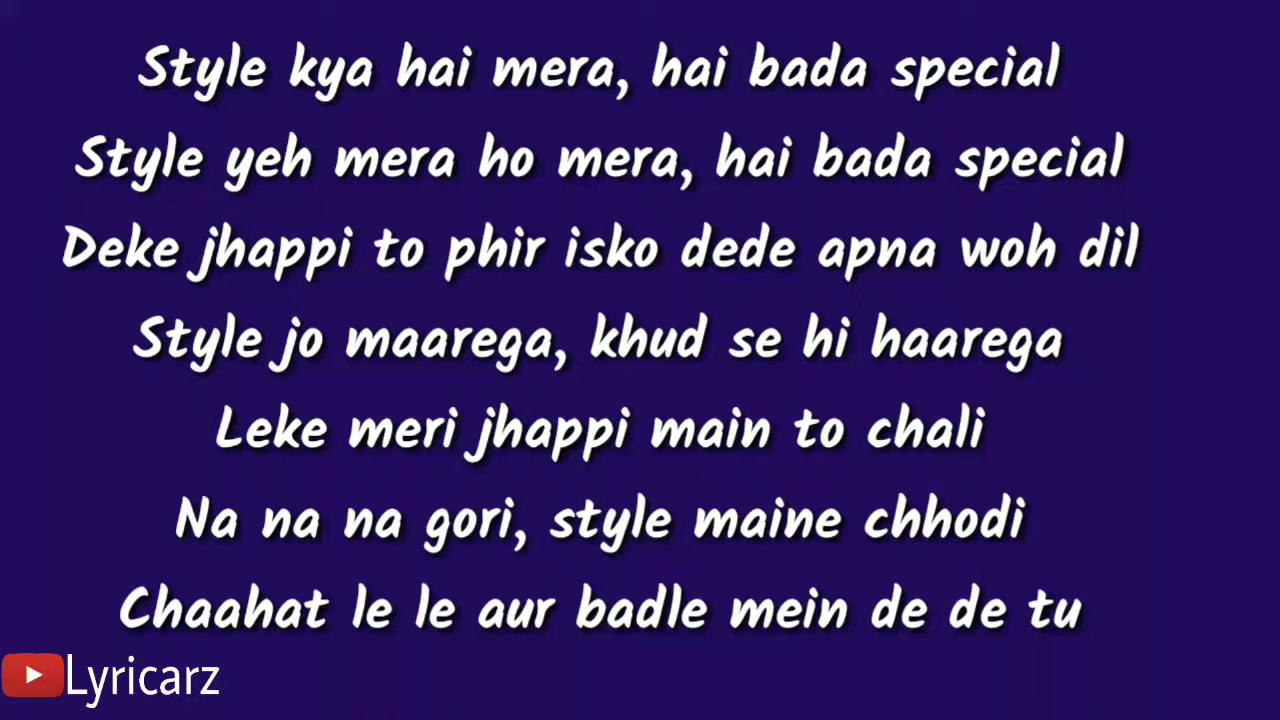 Style kya hai mera, hai bada special
Style yeh mera ho mera, hai bada special
Deke jhappi to phir isko dede apna woh dil
Style jo maarega, khud se hi haarega
Leke meri jhappi main to chali
Na na na gori, style maine chhodi
Chaahat le le aur badle mein de de tu
Lyricarz